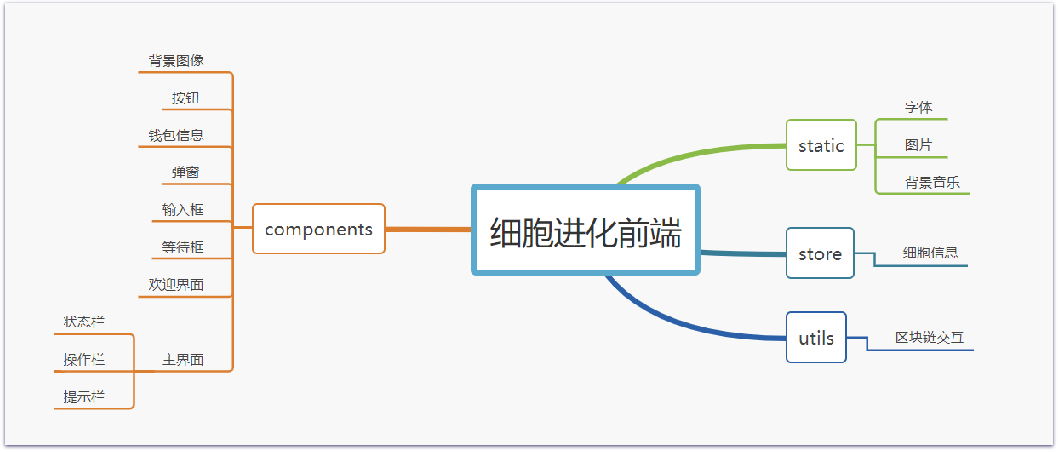 细胞进化前端
components
背景图像
按钮
钱包信息
弹窗
输入框
等待框
欢迎界面
主界面
状态栏
操作栏
提示栏
static
字体
图片
背景音乐
store
细胞信息
utils
区块链交互